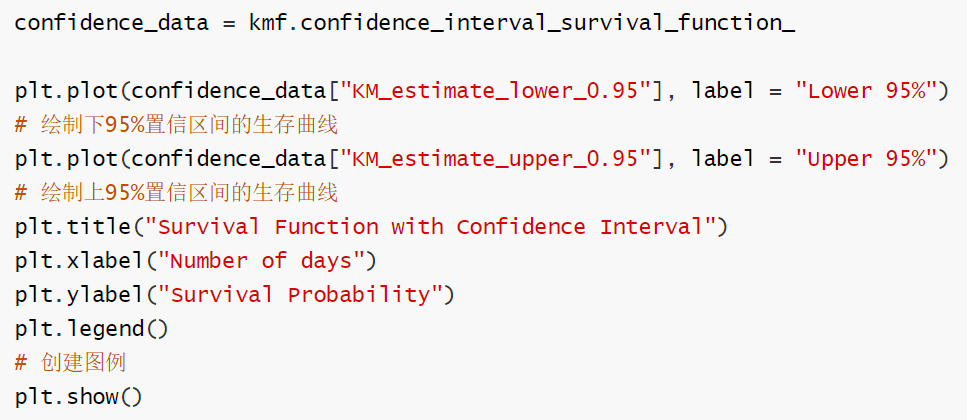 confidence_data = kmf.confidence_interval_survival_function_
plt.plot(confidence_data["KM_estimate_lower_0.95"], label = "Lower 95%")
# 绘制下95%置信区间的生存曲线
plt.plot(confidence_data["KM_estimate_upper_0.95"], label = "Upper 95%")
# 绘制上95%置信区间的生存曲线
plt.title("Survival Function with Confidence Interval")
plt.xlabel("Number of days")
plt.ylabel("Survival Probability")
plt.legend()
# 创建图例
plt.show()